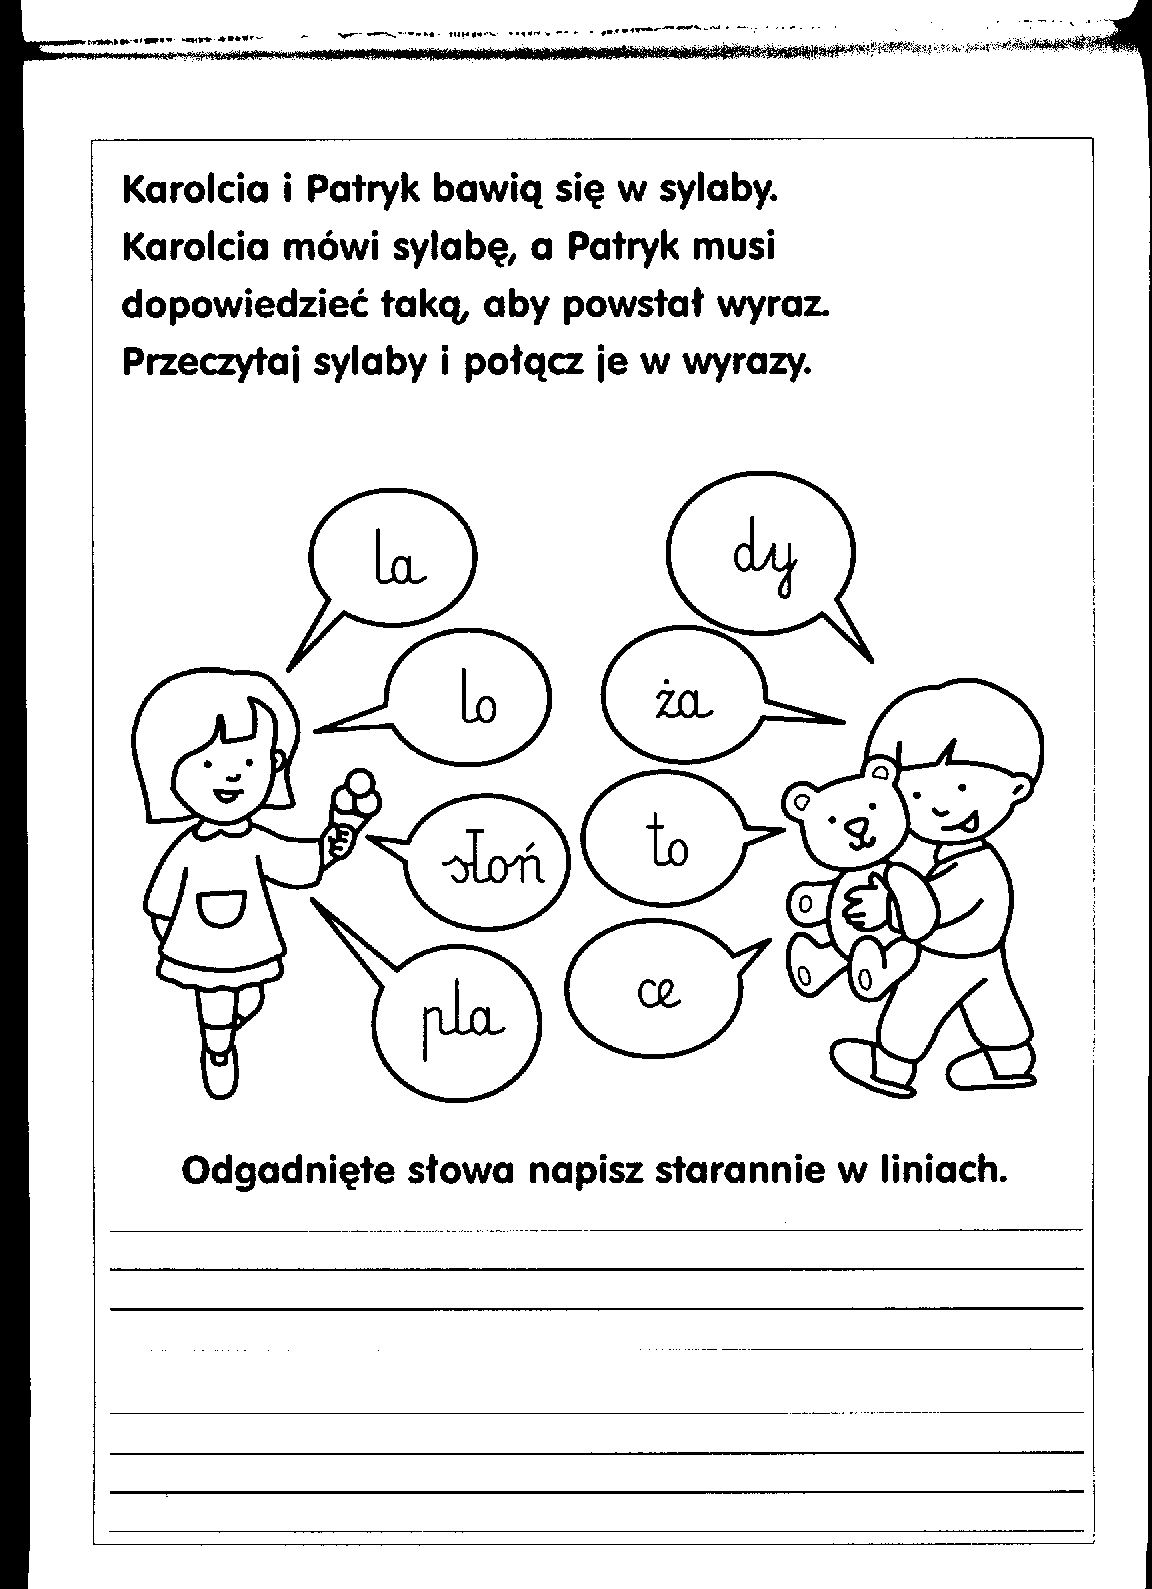 Karolcia i Patryk bawią się w sylaby.
Karolcia mówi sylabę, a Patryk musi
dopowiedzieć taką, aby powstał wyraz.
Przeczytaj sylaby i połącz je w wyrazy.
la
dy
lo
ża
słoń
to
pla
ce
Odgadnięte słowa napisz starannie w liniach.